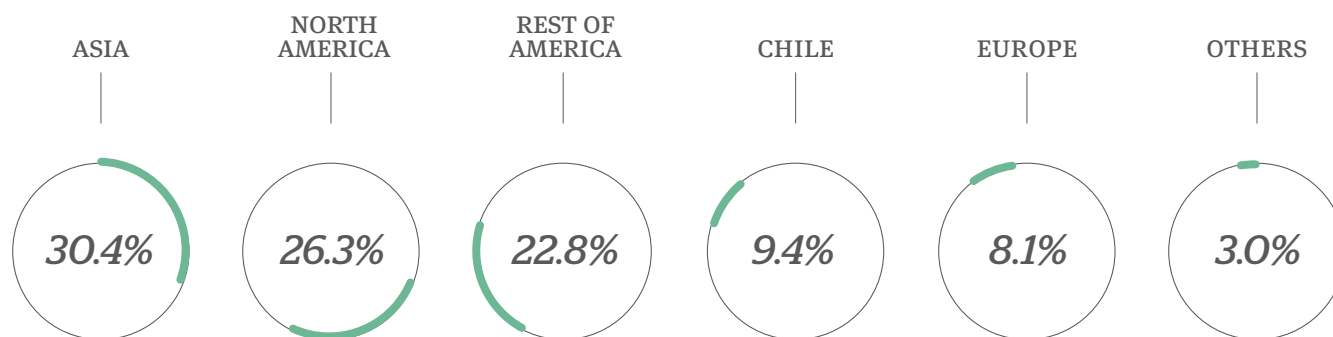 ASIA
NORTH
AMERICA
REST OF
AMERICA
CHILE
EUROPE
OTHERS
30.4%
26.3%
22.8%
9.4%
8.1%
3.0%